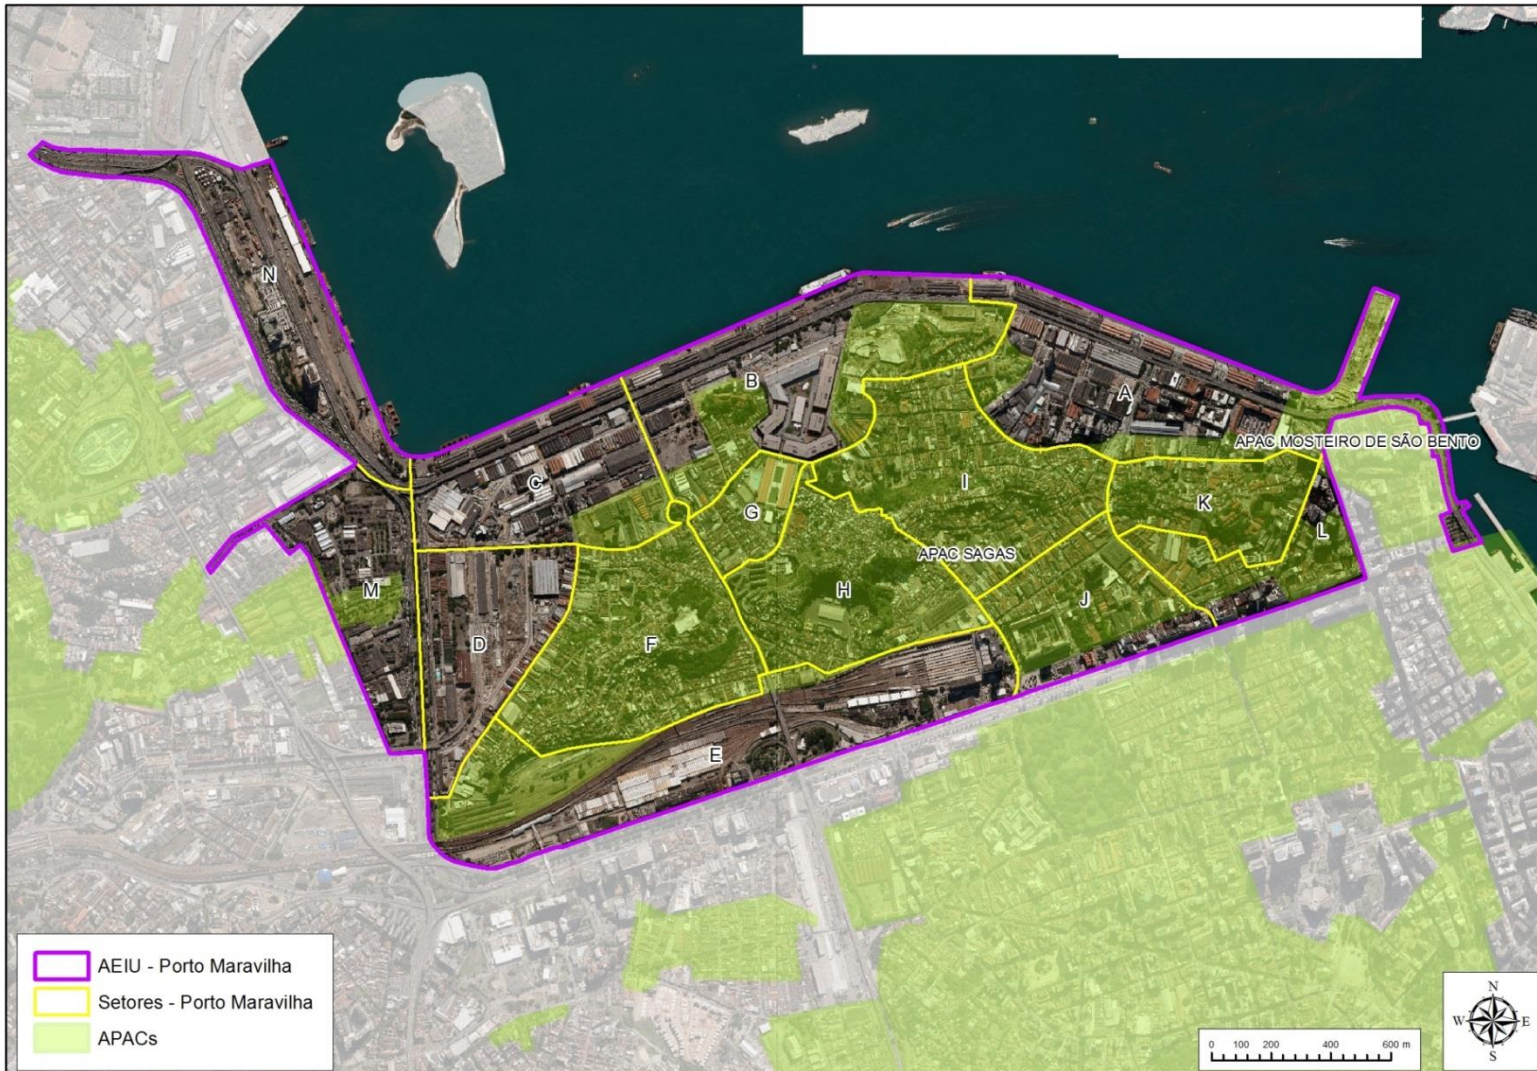 N
B
A
APAC MOSTEIRO DE SÃO BENTO
C
I
K
G
L
APAC SAGAS
M
H
J
D
F
E
AEIU - Porto Maravilha
Setores - Porto Maravilha
APACs
N
W E
S
0 100 200 400 600 m